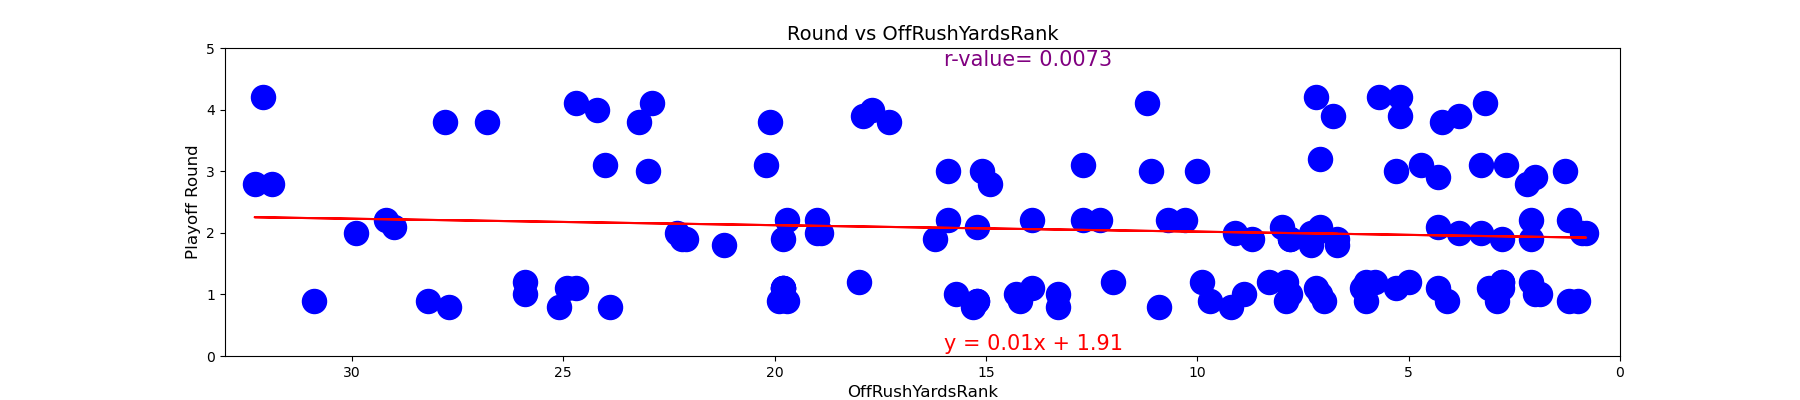 Round vs OffRushYardsRank
r-value= 0.0073
5
4
3
2
1
0
Playoff Round
y = 0.01x + 1.91
30 25 20 15 10 5 0
OffRushYardsRank